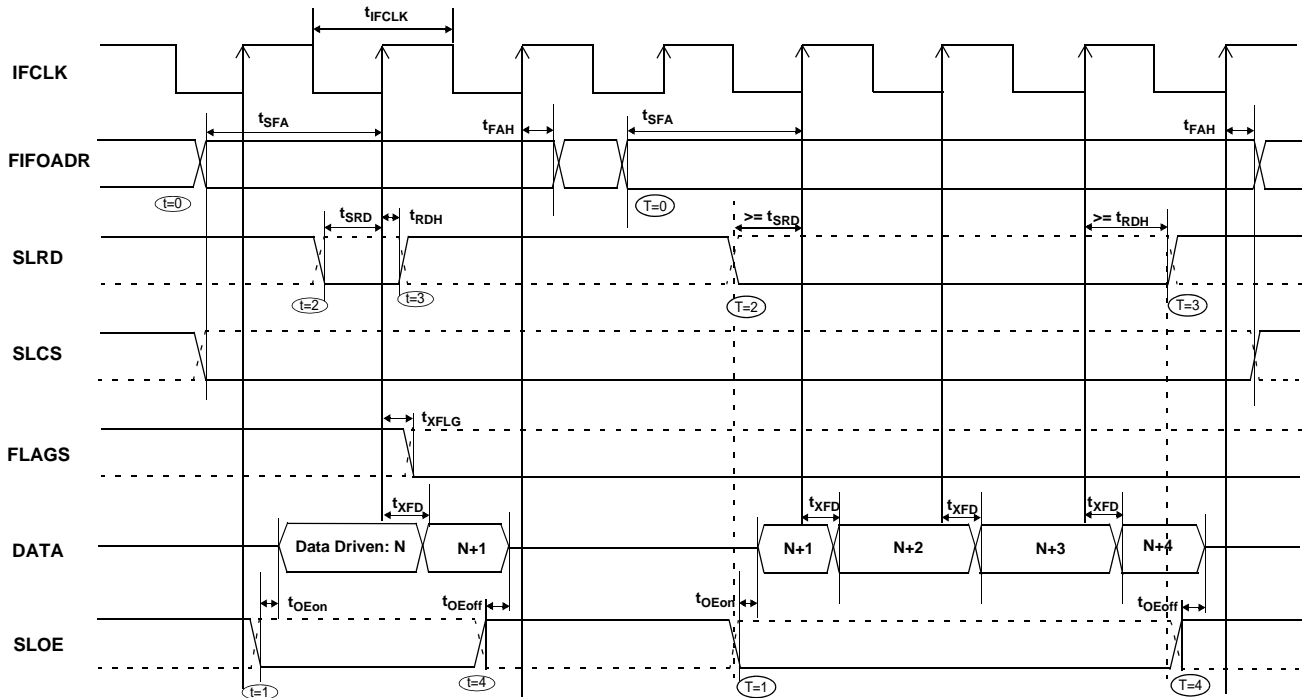 tIFCLK
IFCLK
tSFA
tFAH
tSFA
tFAH
FIFOADR
t=0
T=0
tSRD
tRDH
>= tSRD
>= tRDH
SLRD
t=2
t=3
T=2
T=3
SLCS
tXFLG
FLAGS
tXFD
tXFD
tXFD
tXFD
DATA
Data Driven: N
N+1
N+1
N+2
N+3
N+4
tOEon
tOEoff
tOEon
tOEoff
SLOE
t=1
t=4
T=1
T=4